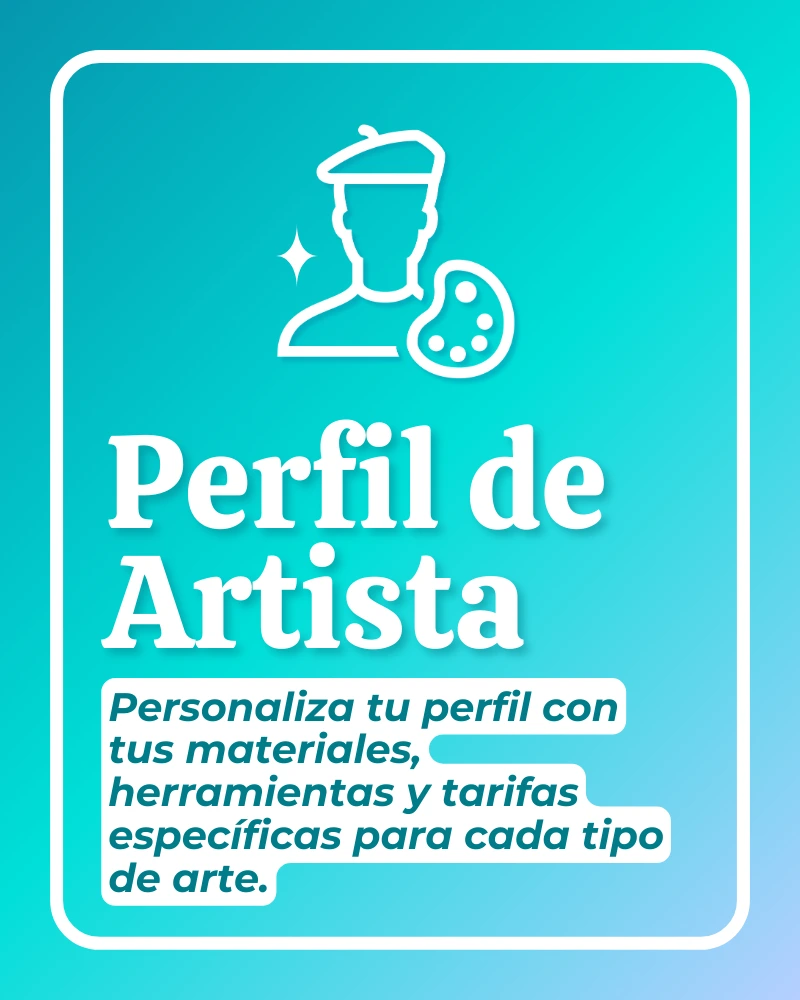 Perfil de
Artista
Personaliza tu perfil con
tus materiales,
herramientas y tarifas
específicas para cada tipo
de arte.